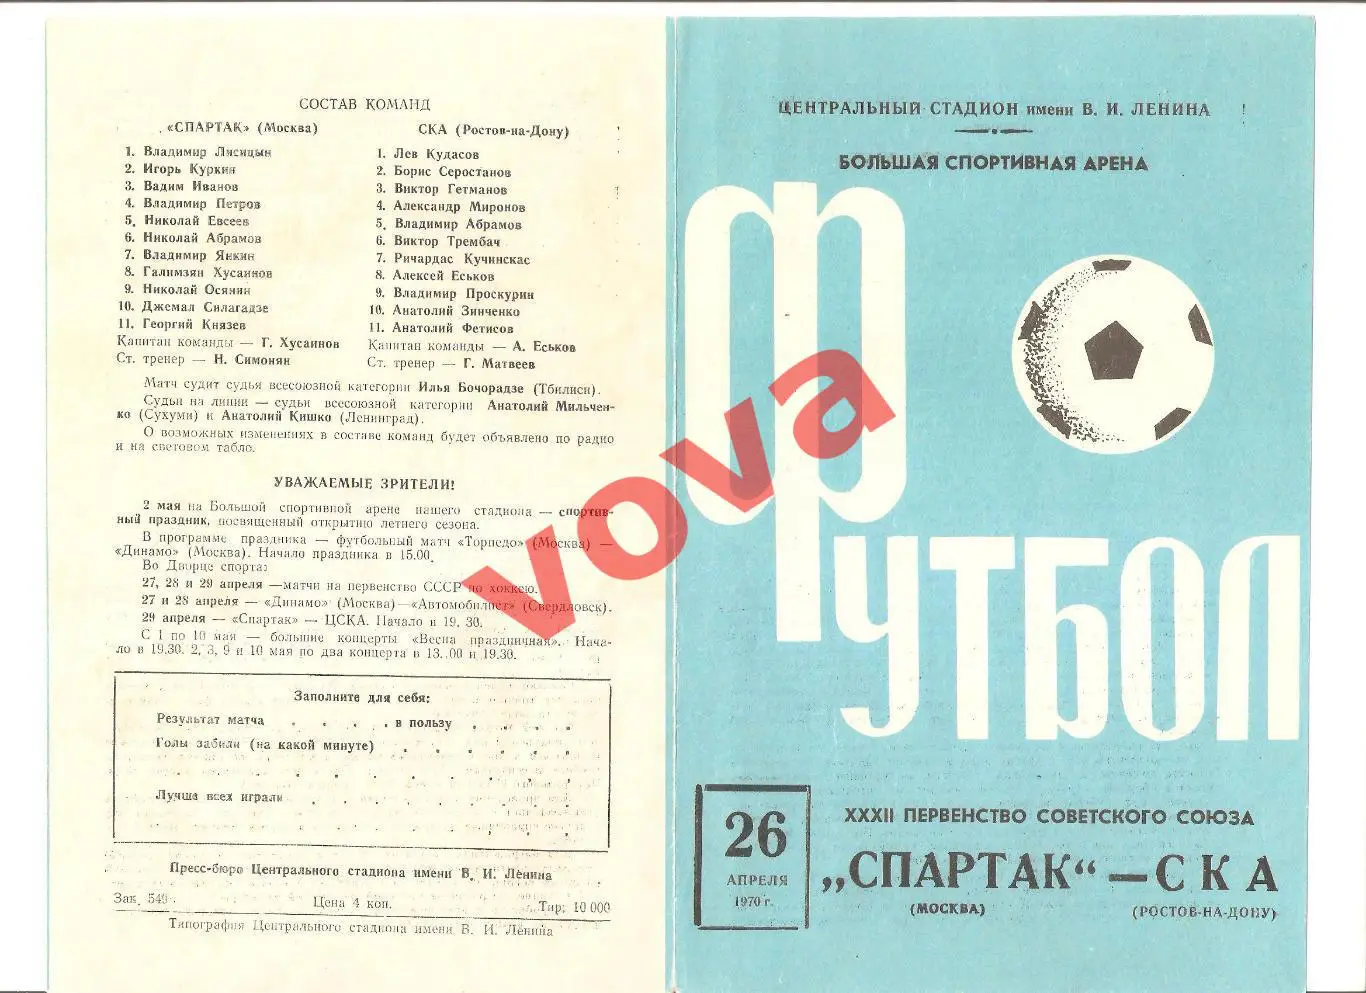 СОСТАВ КОМАНД
«СПАРТАК» (Москва)
1. Владимир Лисицын
2. Игорь Куркин
3. Вадим Иванов
4. Владимир Петров
5. Николай Евсеев
6. Николай Абрамов
7. Владимир Янкин
8. Галимзян Хусаинов
9. Николай Осянин
10. Джемал Силагадзе
11. Георгий Князев
Капитан команды — Г. Хусаинов
Ст. тренер — Н. Симонян
СКА (Ростов-на-Дону)
1. Лев Кудасов
2. Борис Серостанов
3. Виктор Гетманов
4. Александр Миронов
5. Владимир Абрамов
6. Виктор Трембач
7. Ричардас Кучинскас
8. Алексей Еськов
9. Владимир Проскурин
10. Анатолий Зинченко
11. Анатолий Фетисов
Капитан команды — А. Еськов
Ст. тренер — Г. Матвеев
Матч судит судья всесоюзной категории Илья Бочорадзе (Тбилиси).
Судьи на линии — судьи всесоюзной категории Анатолий Мильчен-
ко (Сухуми) и Анатолий Кишко (Ленинград).
О возможных изменениях в составе команд будет объявлено по радио
и на световом табло.
УВАЖАЕМЫЕ ЗРИТЕЛИ!
2 мая на Большой спортивной арене нашего стадиона — спортив-
ный праздник, посвященный открытию летнего сезона.
В программе праздника — футбольный матч «Торпедо» (Москва) —
«Динамо» (Москва). Начало праздника в 15.00.
Во Дворце спорта:
27, 28 и 29 апреля —матчи на первенство СССР по хоккею.
27 и 28 апреля — «Динамо» (Москва)—«Автомобилист» (Свердловск).
29 апреля — «Спартак» — ЦСКА. Начало в 19.30.
С 1 по 10 мая — большие концерты «Весна праздничная». Нача-
ло в 19.30. 2, 3, 9 и 10 мая по два концерта в 13.00 и 19.30.
Заполните для себя:
Результат матча . . . . в пользу . . . .
Голы забили (на какой минуте) . . . . . .
Лучше всех играли . . . . . .
Пресс-бюро Центрального стадиона имени В. И. Ленина
Зак. 549 Цена 4 коп. Тир. 10 000
Типография Центрального стадиона имени В. И. Ленина
ЦЕНТРАЛЬНЫЙ СТАДИОН имени В. И. ЛЕНИНА
БОЛЬШАЯ СПОРТИВНАЯ АРЕНА
ФУТБОЛ
26
АПРЕЛЯ
1970 г.
XXXII ПЕРВЕНСТВО СОВЕТСКОГО СОЮЗА
„СПАРТАК“ — СКА
(МОСКВА) (РОСТОВ-НА-ДОНУ)
vova